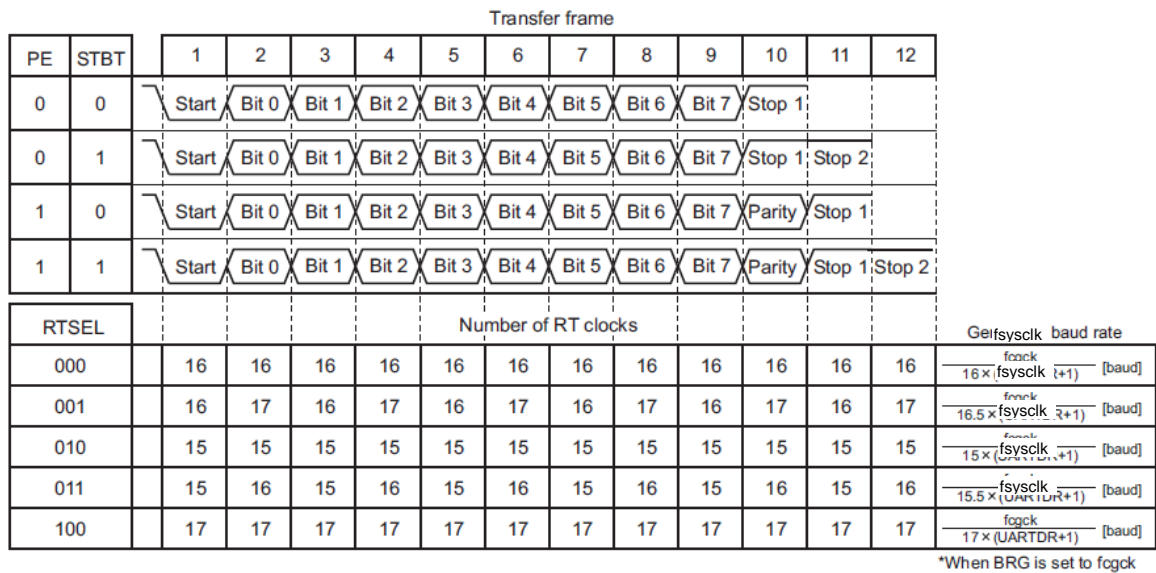 Transfer frame
PE STBT 1 2 3 4 5 6 7 8 9 10 11 12
0 0 Start Bit 0 Bit 1 Bit 2 Bit 3 Bit 4 Bit 5 Bit 6 Bit 7 Stop 1
0 1 Start Bit 0 Bit 1 Bit 2 Bit 3 Bit 4 Bit 5 Bit 6 Bit 7 Stop 1 Stop 2
1 0 Start Bit 0 Bit 1 Bit 2 Bit 3 Bit 4 Bit 5 Bit 6 Bit 7 Parity Stop 1
1 1 Start Bit 0 Bit 1 Bit 2 Bit 3 Bit 4 Bit 5 Bit 6 Bit 7 Parity Stop 1 Stop 2
RTSEL Number of RT clocks fsysclk baud rate
000 16 16 16 16 16 16 16 16 16 16 16 16 fsysclk 16×( R+1) [baud]
001 16 17 16 17 16 17 16 17 16 17 16 17 fsysclk 16.5×( R+1) [baud]
010 15 15 15 15 15 15 15 15 15 15 15 15 fsysclk 15×(UARTDR+1) [baud]
011 15 16 15 16 15 16 15 16 15 16 15 16 fsysclk 15.5×(UARTDR+1) [baud]
100 17 17 17 17 17 17 17 17 17 17 17 17 fcgck 17×(UARTDR+1) [baud]
*When BRG is set to fcgck